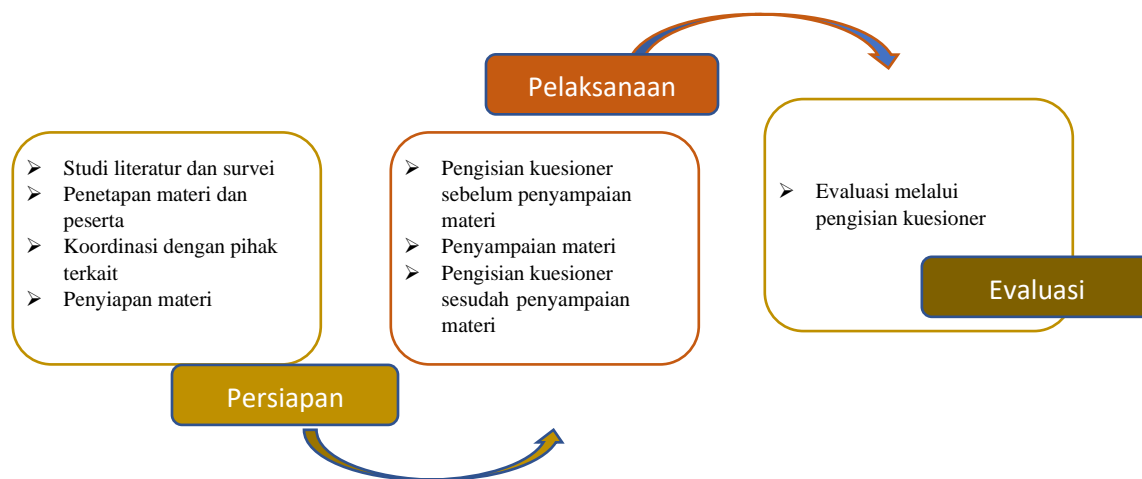 ➢ Studi literatur dan survei
➢ Penetapan materi dan
peserta
➢ Koordinasi dengan pihak
terkait
➢ Penyiapan materi
Persiapan
Pelaksanaan
➢ Pengisian kuesioner
sebelum penyampaian
materi
➢ Penyampaian materi
➢ Pengisian kuesioner
sesudah penyampaian
materi
➢ Evaluasi melalui
pengisian kuesioner
Evaluasi